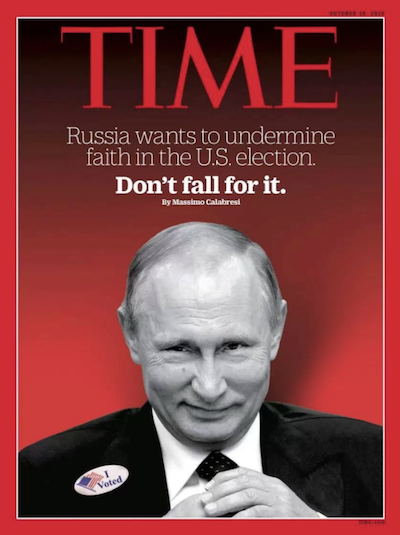 TIME
Russia wants to undermine
faith in the U.S. election.
Don't fall for it.
By Massimo Calabresi
I
Voted